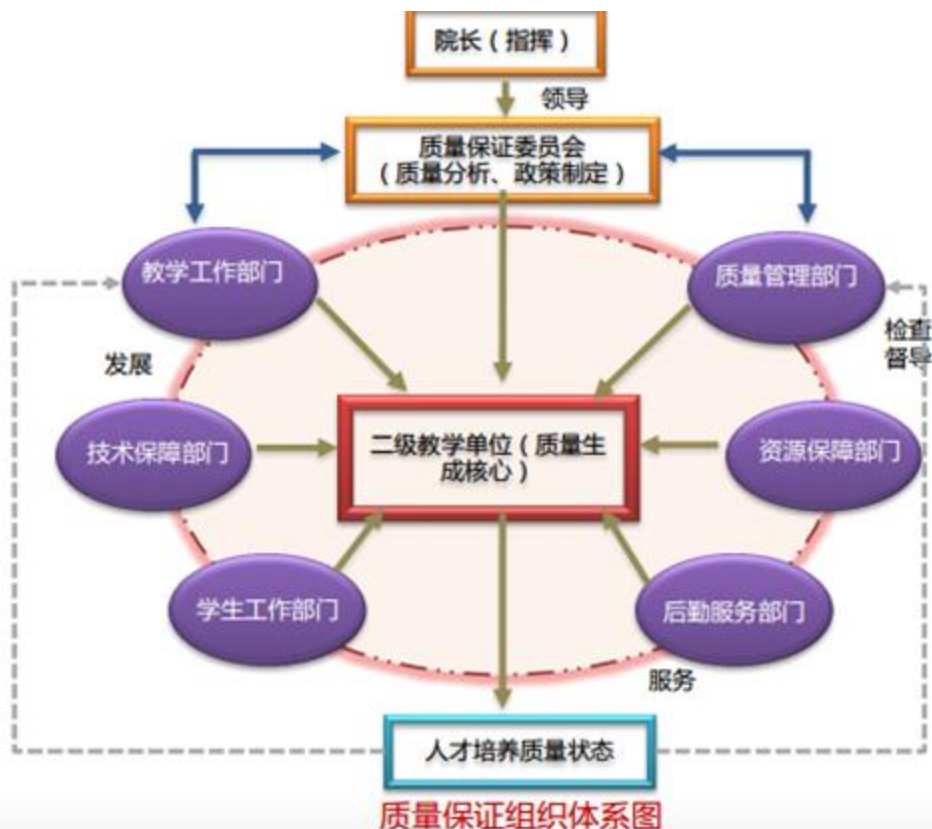 院长（指挥）
领导
质量保证委员会
（质量分析、政策制定）
教学工作部门
质量管理部门
检查
督导
发展
技术保障部门
二级教学单位（质量生
成核心）
资源保障部门
学生工作部门
后勤服务部门
服务
人才培养质量状态
质量保证组织体系图